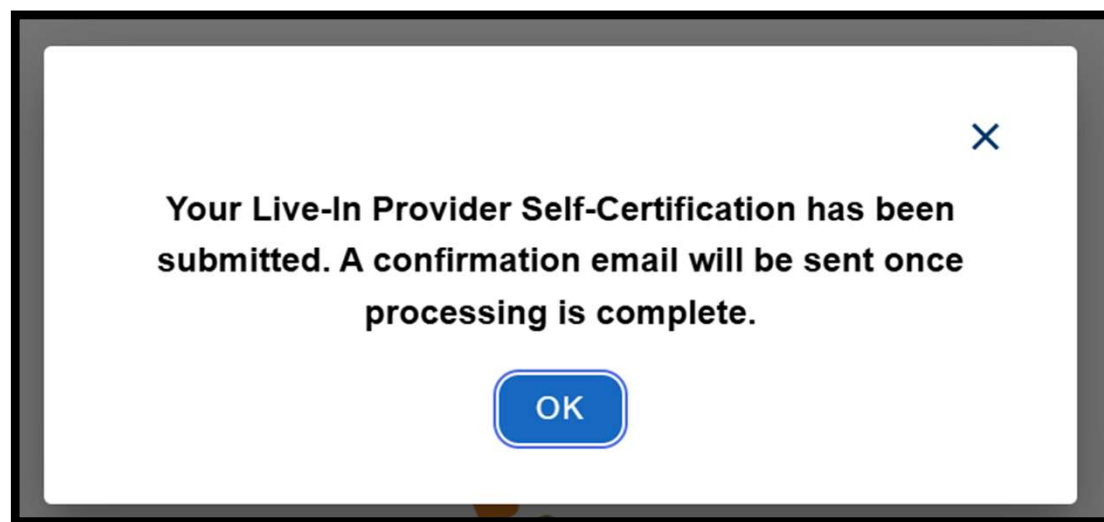 Your Live-In Provider Self-Certification has been
submitted. A confirmation email will be sent once
processing is complete.
OK